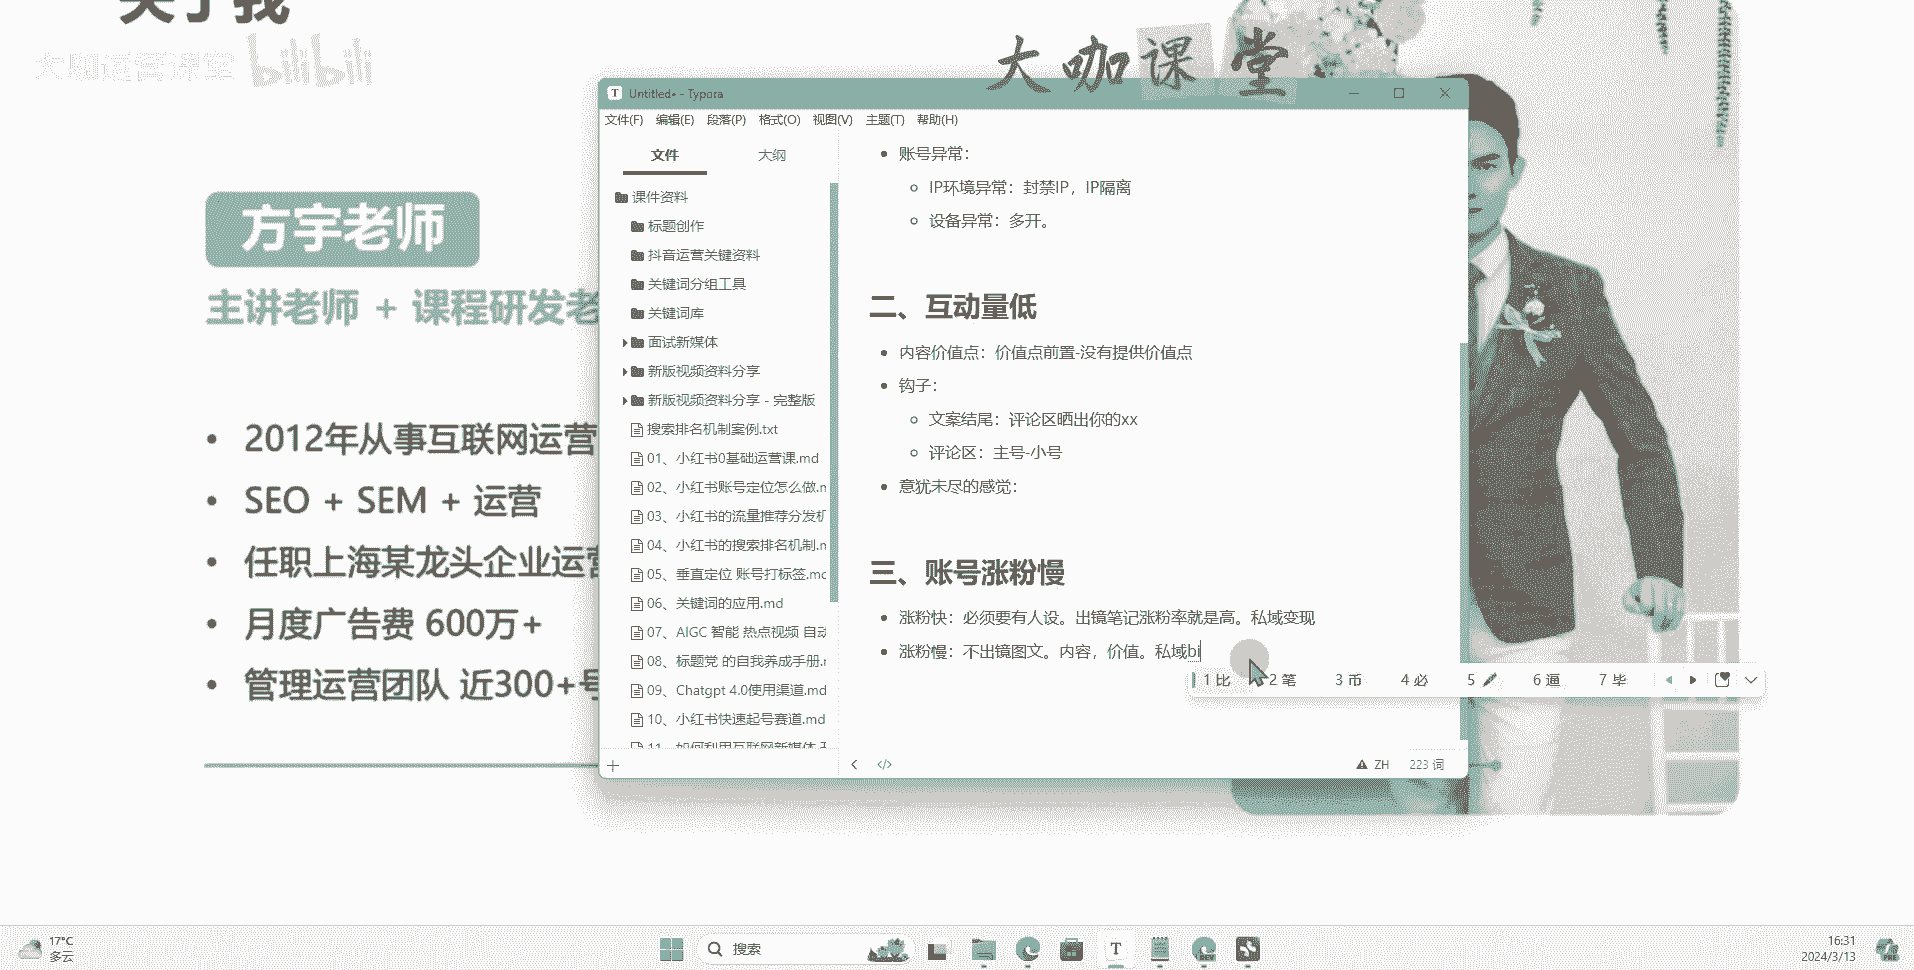 关于我
大咖运营课堂 bilibili
大咖课堂
方宇老师
主讲老师 + 课程研发老
2012年从事互联网运营
SEO + SEM + 运营
任职上海某龙头企业运营
月度广告费 600万+
管理运营团队 近300+号
Untitled• - Typora
文件(F) 编辑(E) 段落(P) 格式(O) 视图(V) 主题(T) 帮助(H)
文件 大纲
课件资料
标题创作
抖音运营关键资料
关键词分组工具
关键词库
面试新媒体
新版视频资料分享
新版视频资料分享 - 完整版
搜索排名机制案例.txt
01、小红书0基础运营课.md
02、小红书账号定位怎么做.m
03、小红书的流量推荐分发机
04、小红书的搜索排名机制.m
05、垂直定位 账号打标签.md
06、关键词的应用.md
07、AIGC 智能 热点视频 自动
08、标题党 的自我养成手册.m
09、Chatgpt 4.0使用渠道.md
10、小红书快速起号赛道.md
11、如何利用互联网新媒体
账号异常：
IP环境异常：封禁IP，IP隔离
设备异常：多开。
二、互动量低
内容价值点：价值点前置-没有提供价值点
钩子：
文案结尾：评论区晒出你的xx
评论区：主号-小号
意犹未尽的感觉：
三、账号涨粉慢
涨粉快：必须要有人设。出镜笔记涨粉率就是高。私域变现
涨粉慢：不出镜图文。内容，价值。私域bi
1 比 2 笔 3 币 4 必 5 6 逼 7 毕
ZH 223 词
17°C
多云
搜索
16:31
2024/3/13